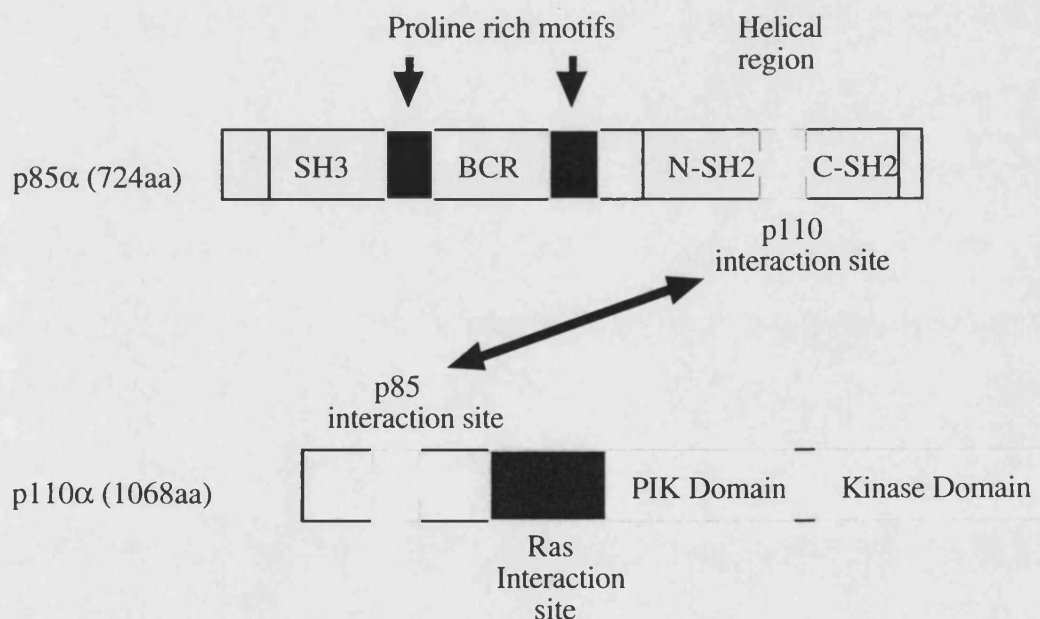 Proline rich motifs
Helical
region
p85α (724aa)
SH3
BCR
N-SH2
C-SH2
p110
interaction site
p85
interaction site
p110α (1068aa)
PIK Domain
Kinase Domain
Ras
Interaction
site